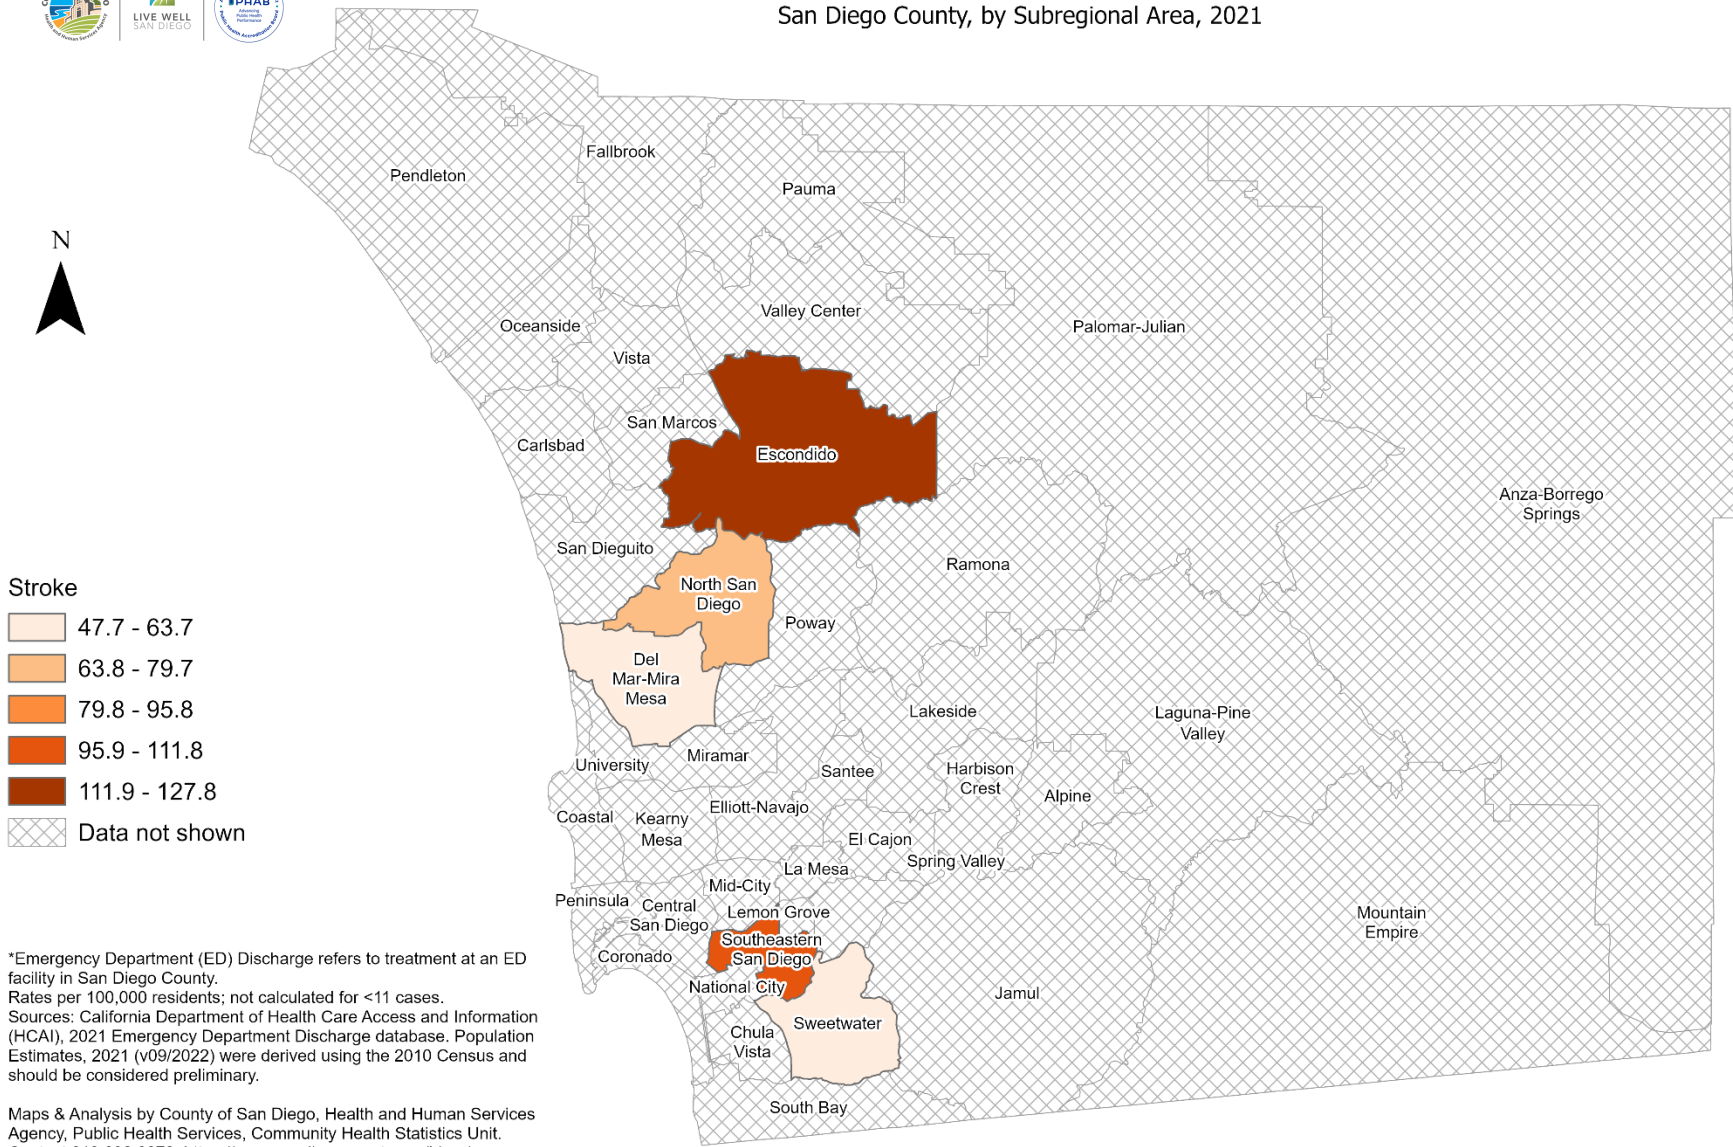 LIVE WELL
SAN DIEGO
PHAB
Advancing
Public Health
Performance
San Diego County, by Subregional Area, 2021
Fallbrook
Pendleton
Pauma
N
Valley Center
Oceanside
Palomar-Julian
Vista
San Marcos
Carlsbad
Escondido
Anza-Borrego
Springs
San Dieguito
Ramona
North San
Diego
Poway
Del
Mar-Mira
Mesa
Lakeside
Laguna-Pine
Valley
Miramar
University
Santee
Harbison
Crest
Alpine
Elliott-Navajo
Coastal
Kearny
Mesa
El Cajon
Spring Valley
La Mesa
Mid-City
Peninsula
Central
San Diego
Lemon Grove
Mountain
Empire
Southeastern
San Diego
Coronado
National City
Jamul
Sweetwater
Chula
Vista
South Bay
Stroke
47.7 - 63.7
63.8 - 79.7
79.8 - 95.8
95.9 - 111.8
111.9 - 127.8
Data not shown
*Emergency Department (ED) Discharge refers to treatment at an ED
facility in San Diego County.
Rates per 100,000 residents; not calculated for <11 cases.
Sources: California Department of Health Care Access and Information
(HCAI), 2021 Emergency Department Discharge database. Population
Estimates, 2021 (v09/2022) were derived using the 2010 Census and
should be considered preliminary.
Maps & Analysis by County of San Diego, Health and Human Services
Agency, Public Health Services, Community Health Statistics Unit.